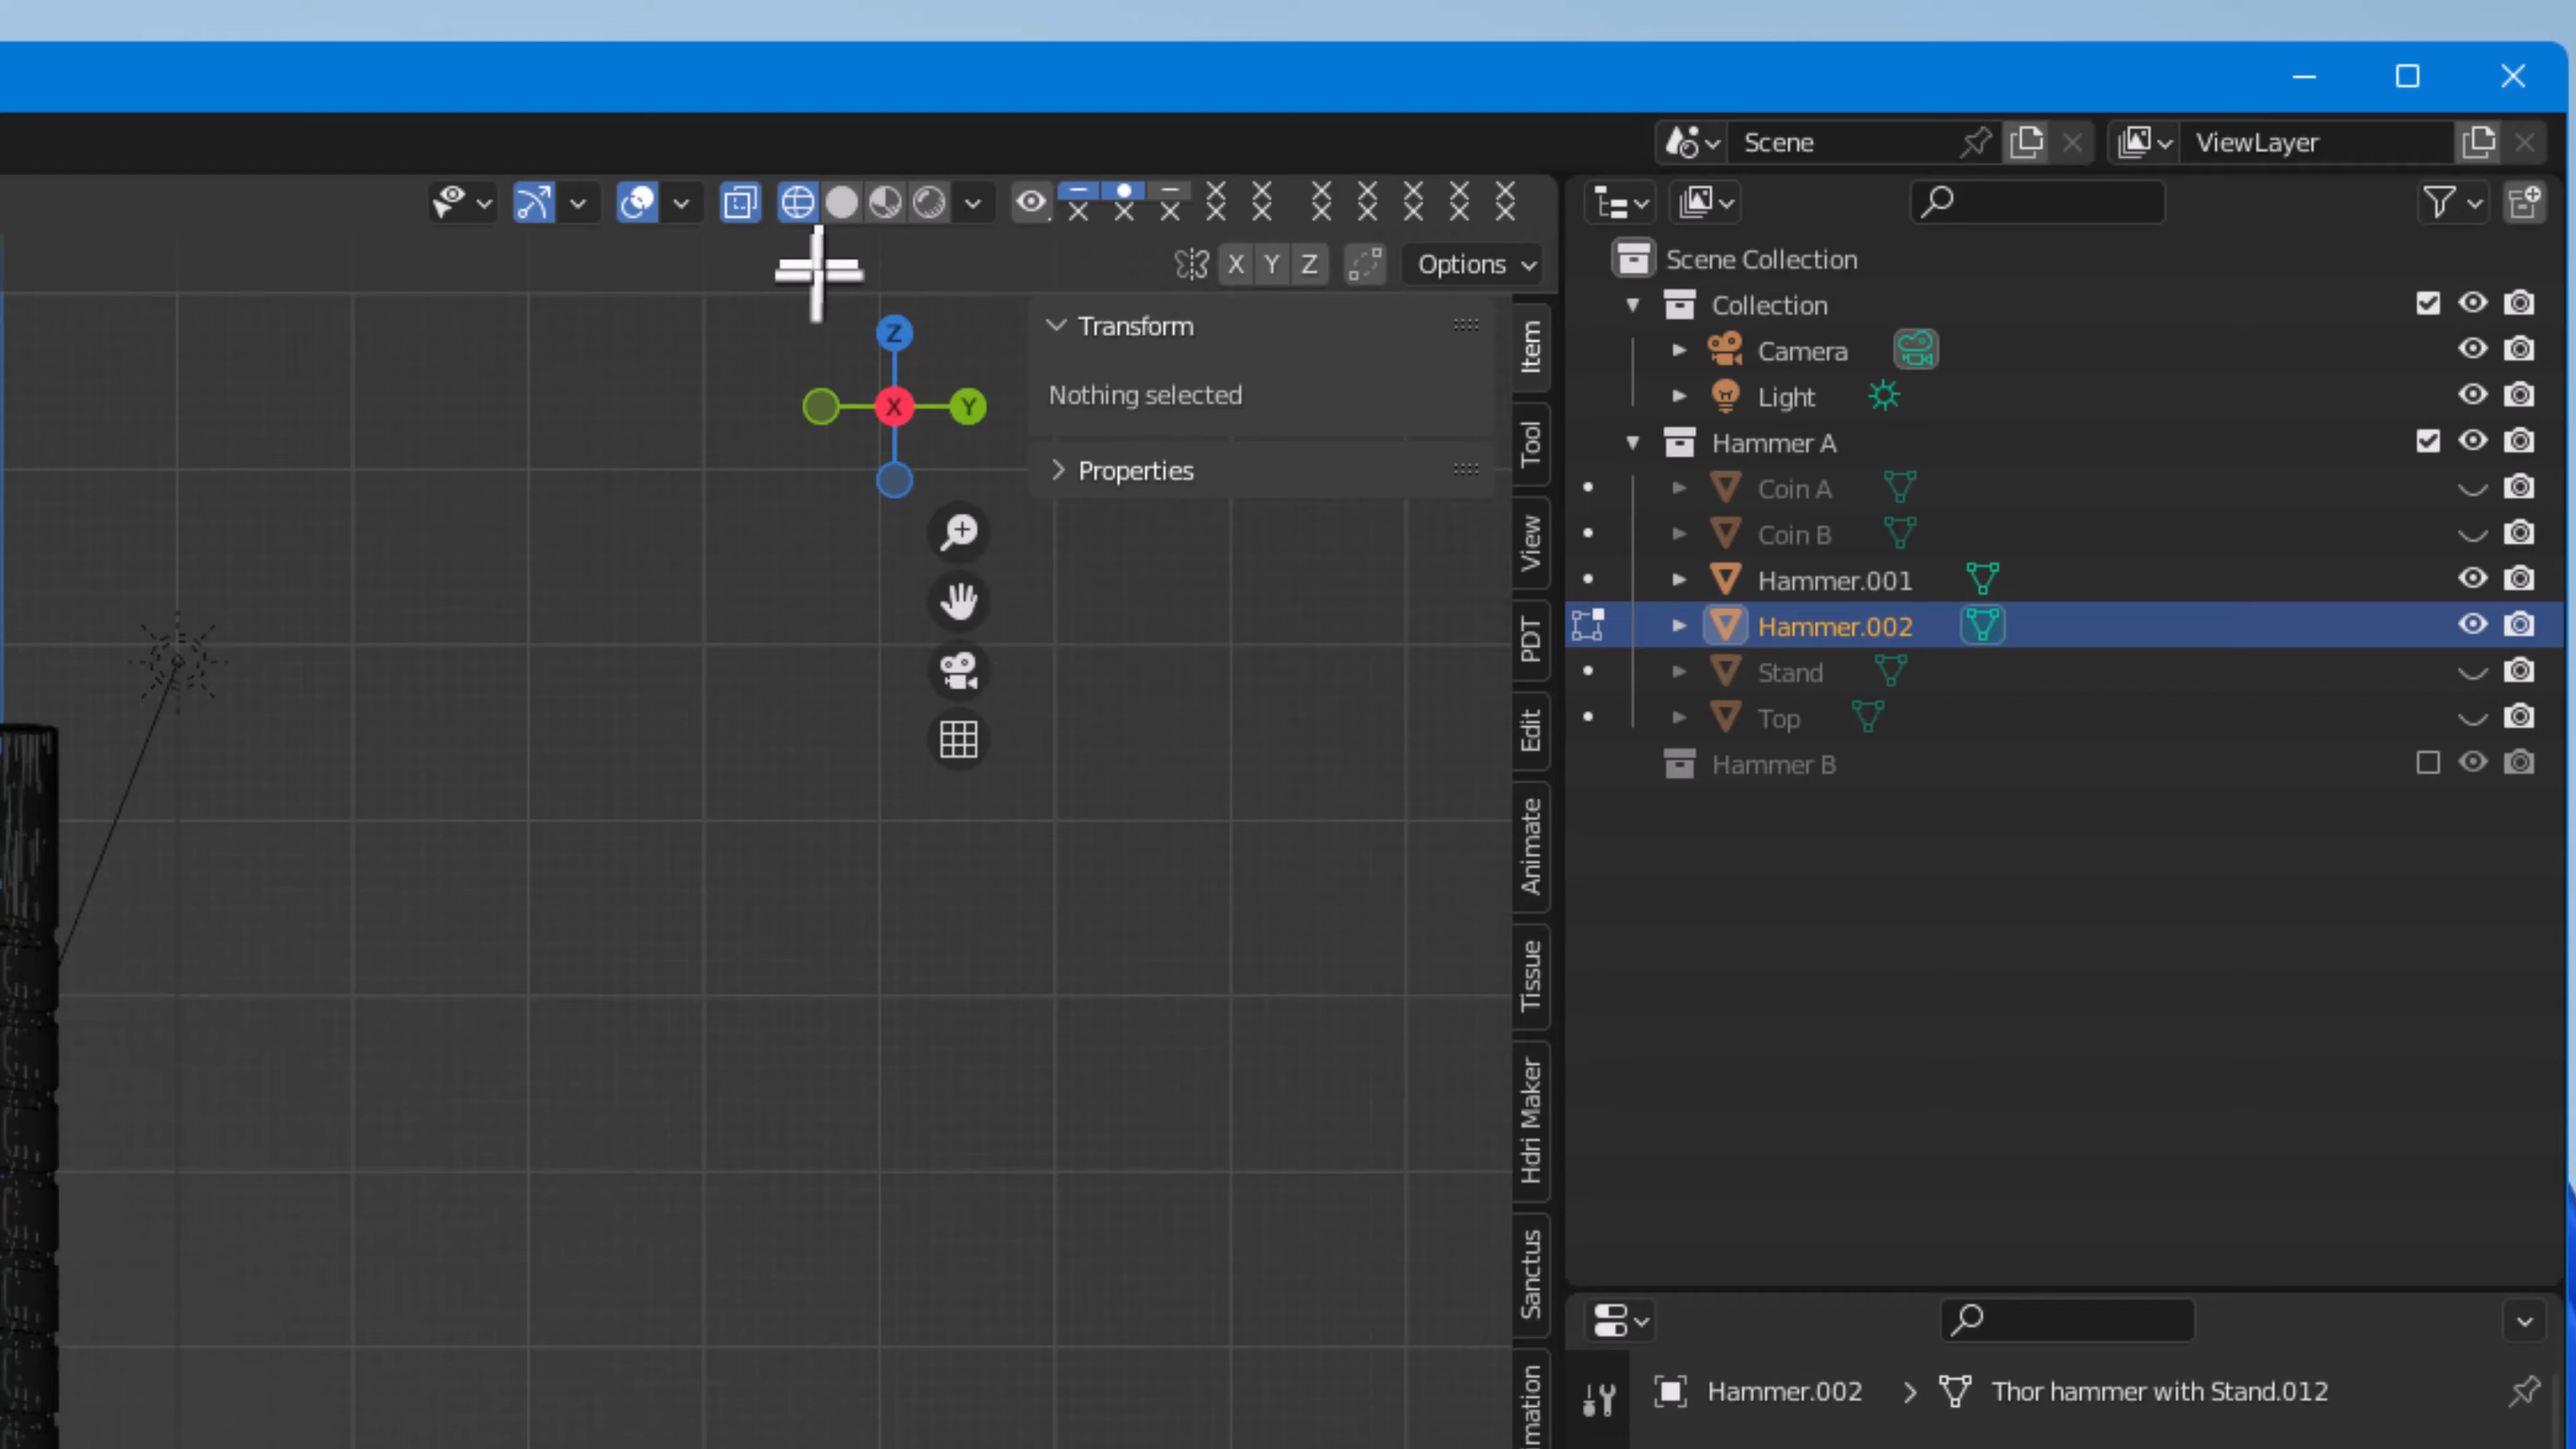 Scene
ViewLayer
X Y Z
Options
Scene Collection
Collection
Camera
Light
Hammer A
Coin A
Coin B
Hammer.001
Hammer.002
Stand
Top
Hammer B
Transform
Nothing selected
Properties
Z
X
Y
Item
Tool
View
PDT
Edit
Animate
Tissue
Hdri Maker
Sanctus
mation
Hammer.002 > Thor hammer with Stand.012